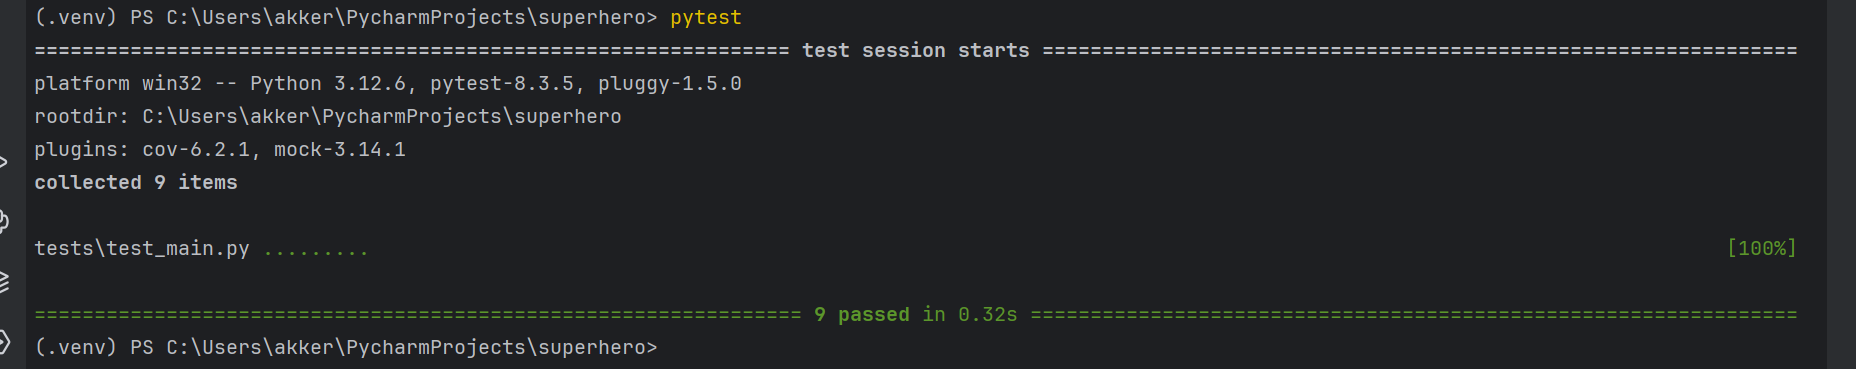 (.venv) PS C:\Users\akker\PycharmProjects\superhero> pytest
=============================================================== test session starts ===============================================================
platform win32 -- Python 3.12.6, pytest-8.3.5, pluggy-1.5.0
rootdir: C:\Users\akker\PycharmProjects\superhero
plugins: cov-6.2.1, mock-3.14.1
collected 9 items
tests\test_main.py ......... [100%]
================================================================ 9 passed in 0.32s ================================================================
(.venv) PS C:\Users\akker\PycharmProjects\superhero>